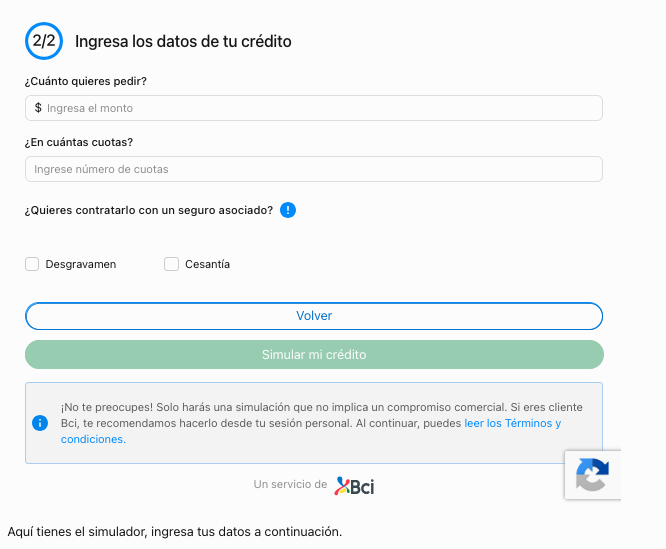 2/2 Ingresa los datos de tu crédito
¿Cuánto quieres pedir?
$ Ingresa el monto
¿En cuántas cuotas?
Ingrese número de cuotas
¿Quieres contratarlo con un seguro asociado? !
Desgravamen Cesantía
Volver
Simular mi crédito
¡No te preocupes! Solo harás una simulación que no implica un compromiso comercial. Si eres cliente
Bci, te recomendamos hacerlo desde tu sesión personal. Al continuar, puedes leer los Términos y
condiciones.
Un servicio de Bci
Aquí tienes el simulador, ingresa tus datos a continuación.